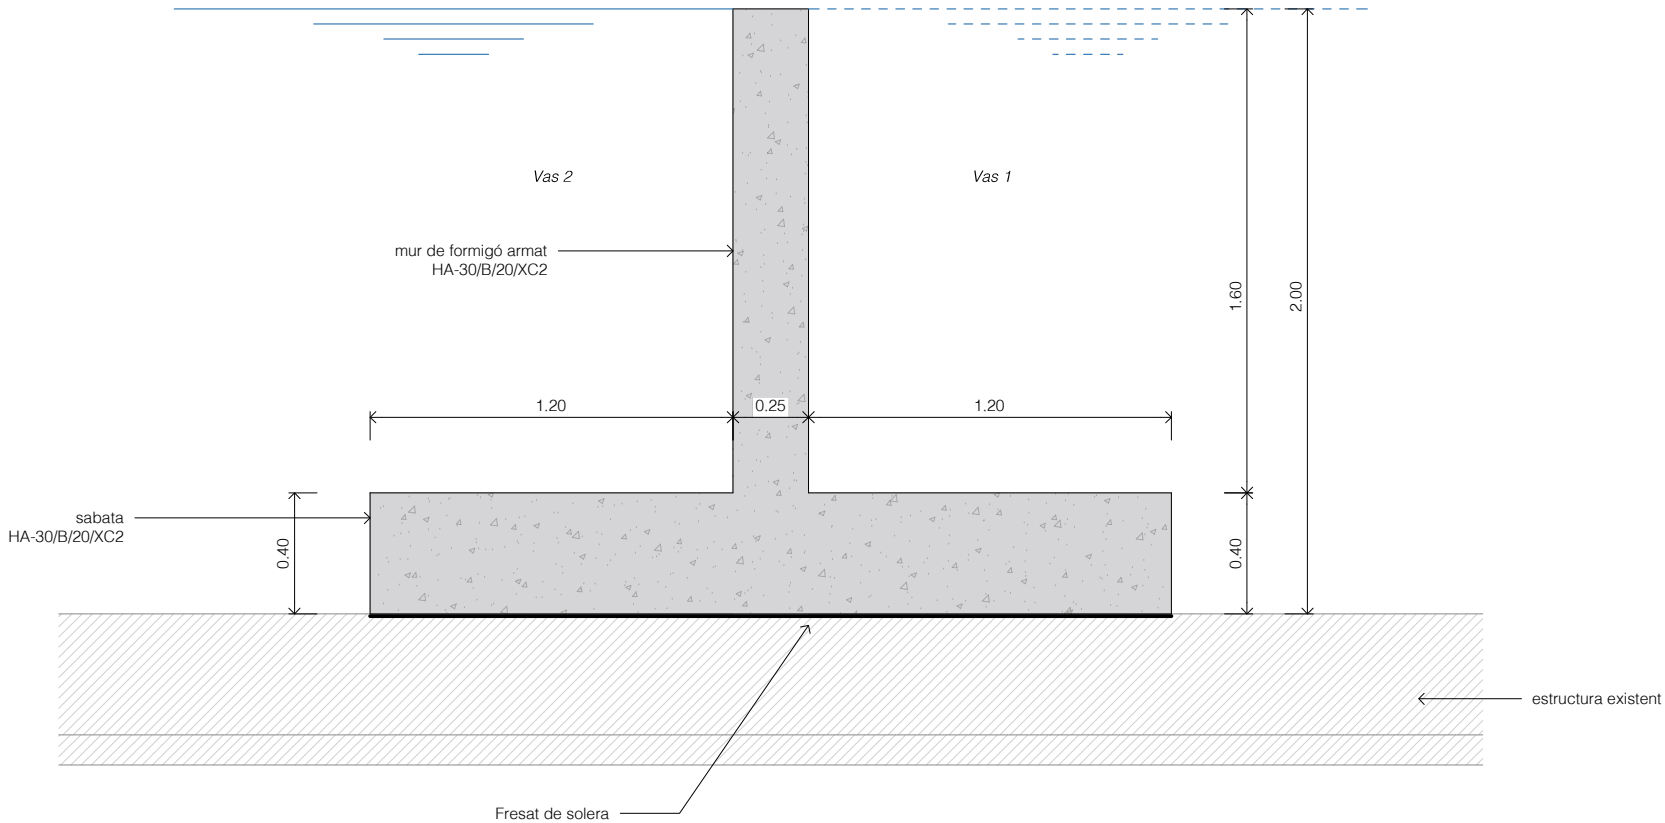 Vas 2
Vas 1
mur de formigó armat
HA-30/B/20/XC2
1.60
2.00
1.20
0.25
1.20
sabata
HA-30/B/20/XC2
0.40
0.40
estructura existent
Fresat de solera